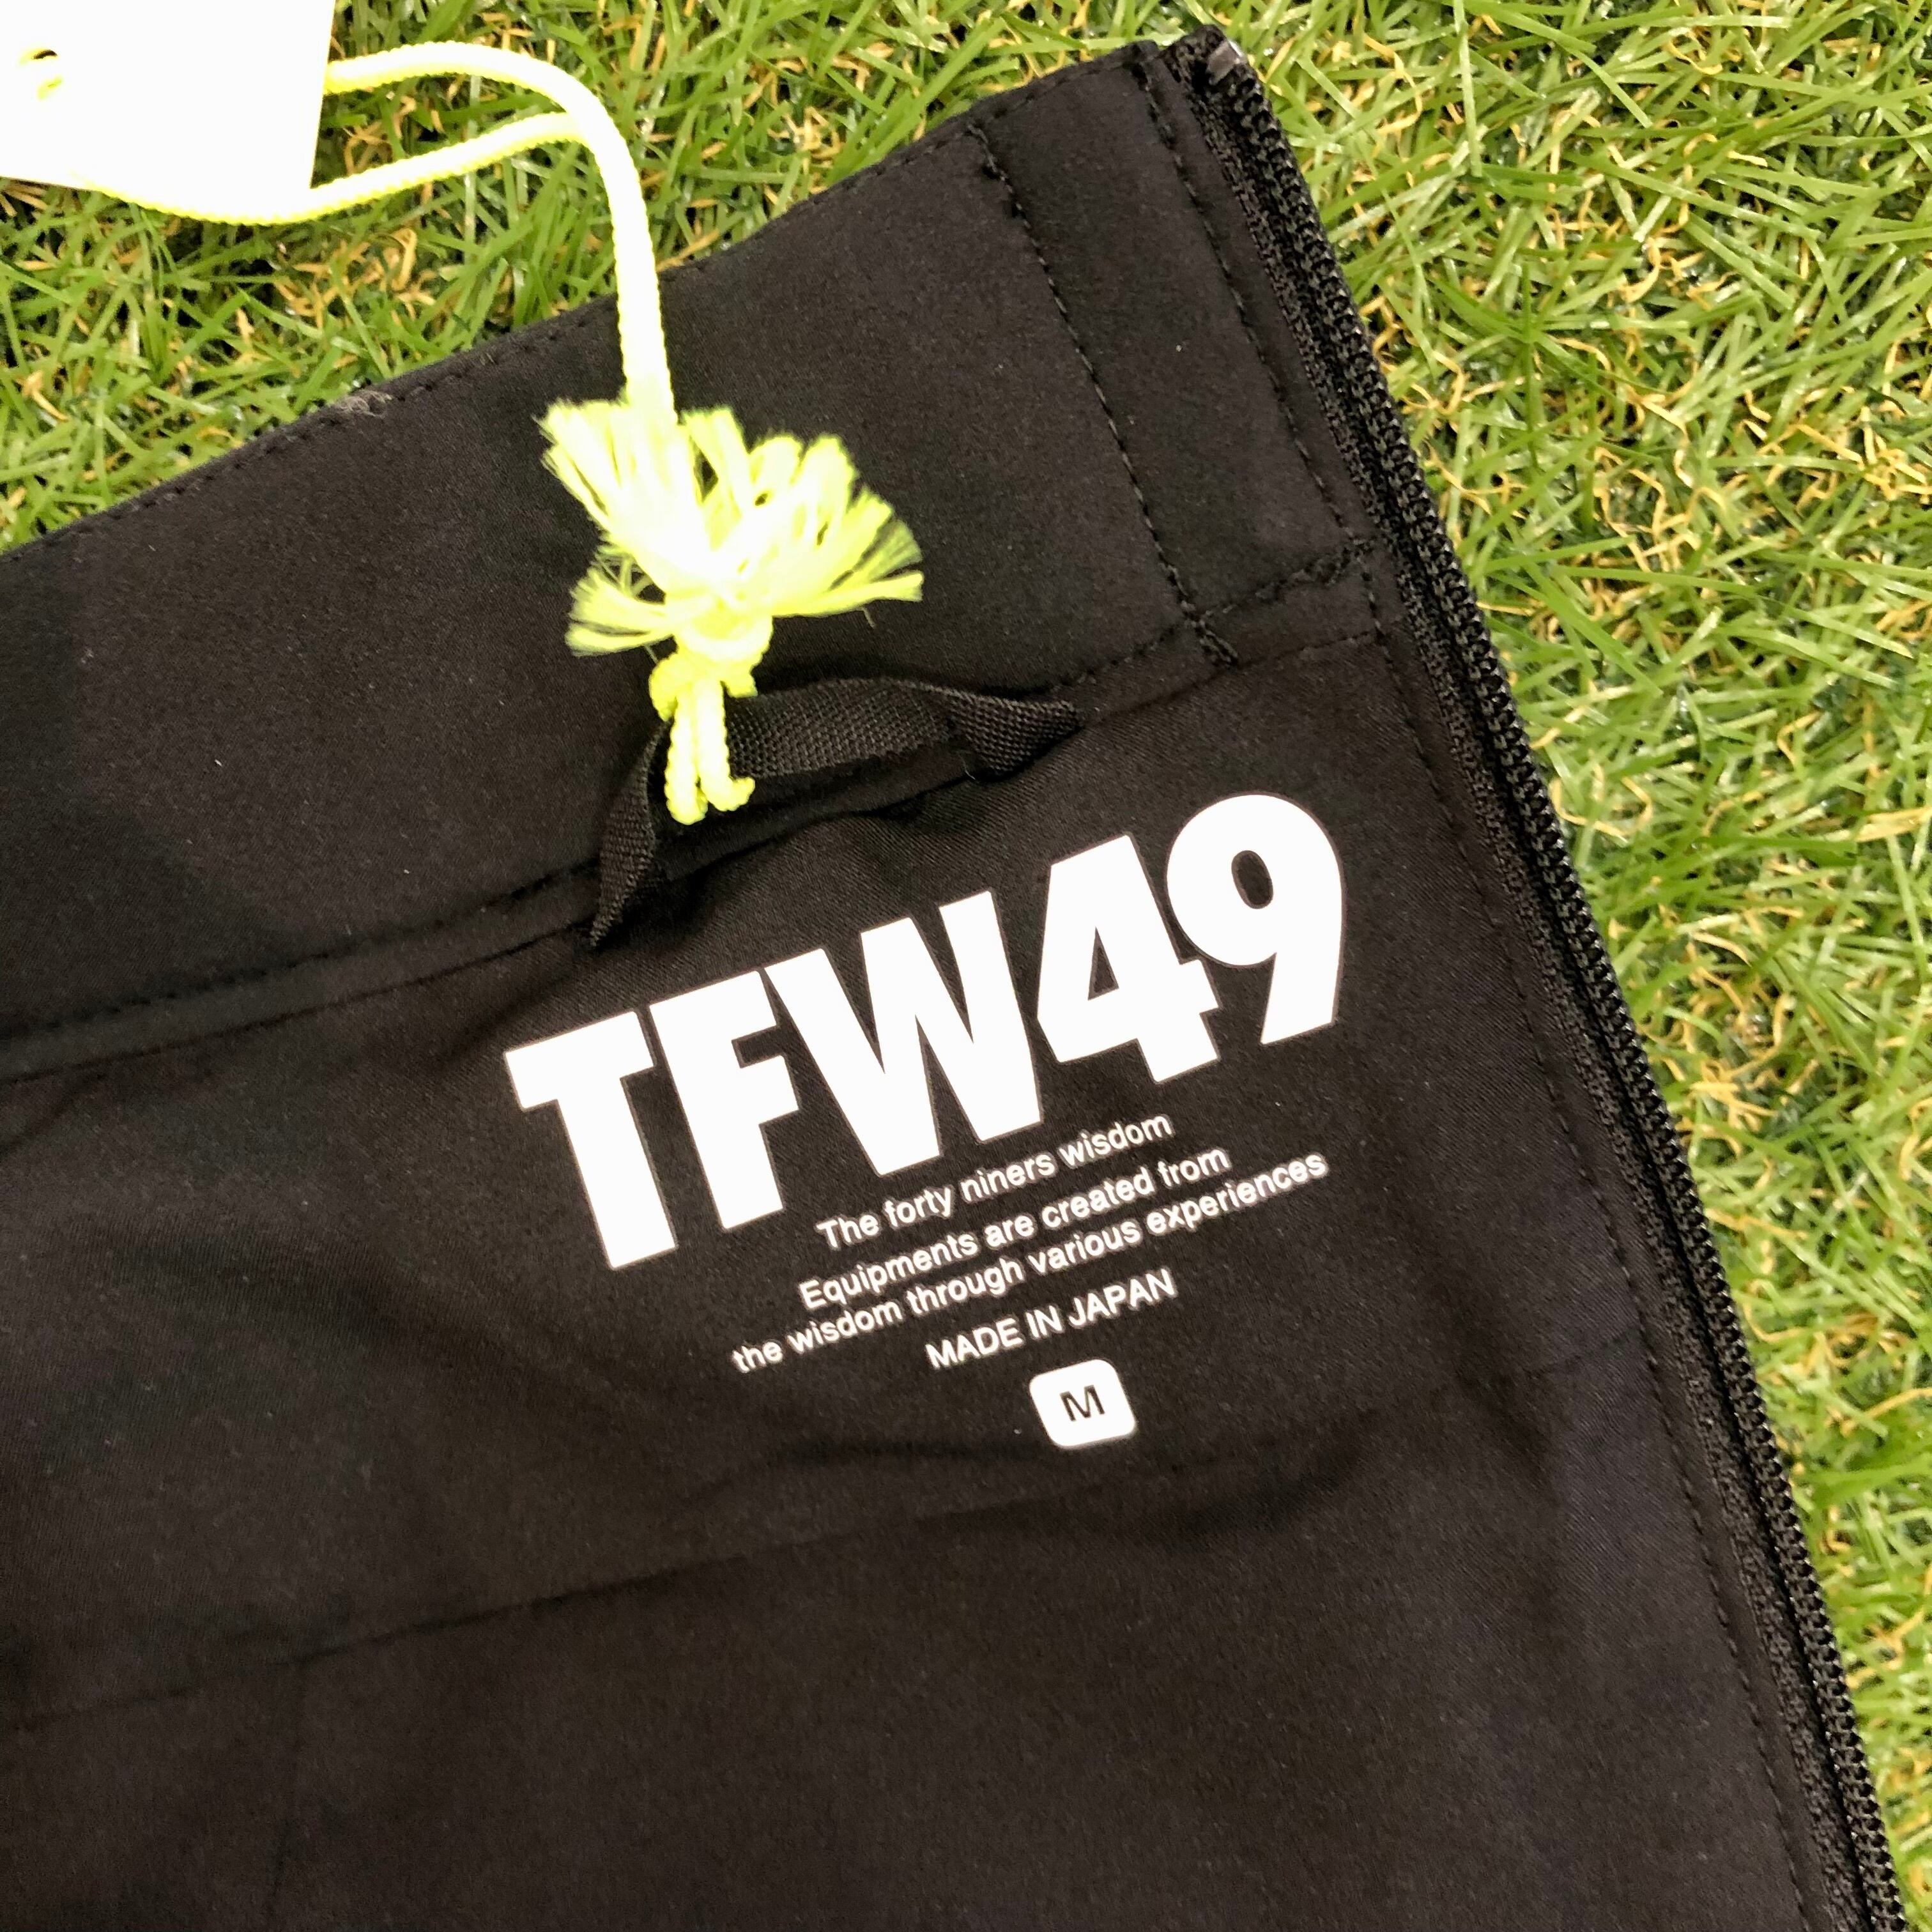 TFW49
The forty niners wisdom
Equipments are created from
the wisdom through various experiences
MADE IN JAPAN
M